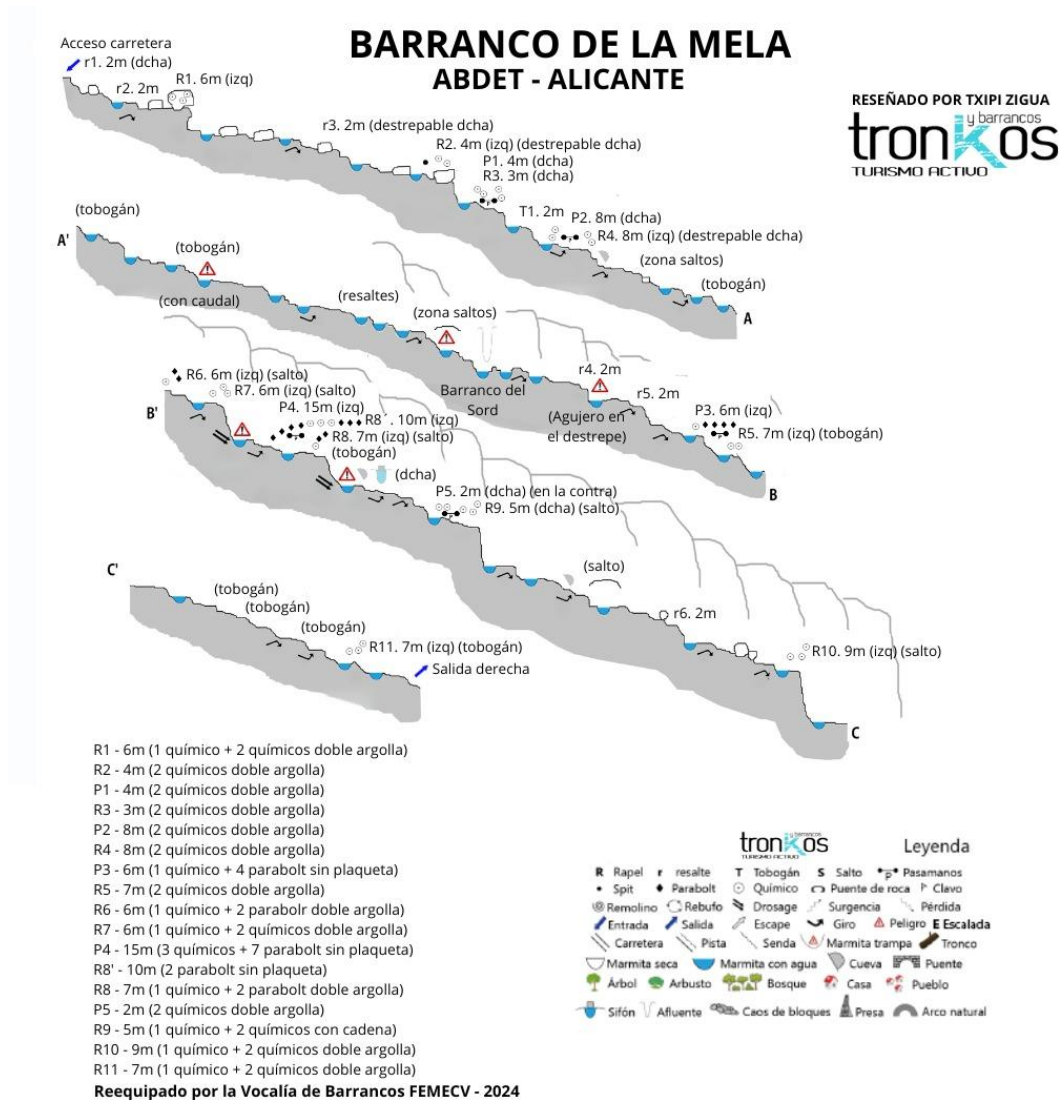 BARRANCO DE LA MELA
ABDET - ALICANTE
RESEÑADO POR TXIPI ZIGUA
y barrancos
tronkos
TURISMO ACTIVO
Acceso carretera
r1. 2m (dcha)
r2. 2m
R1. 6m (izq)
r3. 2m (destrepable dcha)
R2. 4m (izq) (destrepable dcha)
P1. 4m (dcha)
R3. 3m (dcha)
T1. 2m
P2. 8m (dcha)
R4. 8m (izq) (destrepable dcha)
(zona saltos)
(tobogán)
A
A'
(tobogán)
(tobogán)
(con caudal)
(resaltes)
(zona saltos)
Barranco del
Sord
r4. 2m
(Agujero en
el destrepe)
r5. 2m
P3. 6m (izq)
R5. 7m (izq) (tobogán)
B
B'
R6. 6m (izq) (salto)
R7. 6m (izq) (salto)
P4. 15m (izq)
R8´. 10m (izq)
R8. 7m (izq) (salto)
(tobogán)
(dcha)
P5. 2m (dcha) (en la contra)
R9. 5m (dcha) (salto)
(salto)
r6. 2m
R10. 9m (izq) (salto)
C
C'
(tobogán)
(tobogán)
(tobogán)
R11. 7m (izq) (tobogán)
Salida derecha
R1 - 6m (1 químico + 2 químicos doble argolla)
R2 - 4m (2 químicos doble argolla)
P1 - 4m (2 químicos doble argolla)
R3 - 3m (2 químicos doble argolla)
P2 - 8m (2 químicos doble argolla)
R4 - 8m (2 químicos doble argolla)
P3 - 6m (1 químico + 4 parabolt sin plaqueta)
R5 - 7m (2 químicos doble argolla)
R6 - 6m (1 químico + 2 parabolr doble argolla)
R7 - 6m (1 químico + 2 químicos doble argolla)
P4 - 15m (3 químicos + 7 parabolt sin plaqueta)
R8' - 10m (2 parabolt sin plaqueta)
R8 - 7m (1 químico + 2 parabolt doble argolla)
P5 - 2m (2 químicos doble argolla)
R9 - 5m (1 químico + 2 químicos con cadena)
R10 - 9m (1 químico + 2 químicos doble argolla)
R11 - 7m (1 químico + 2 químicos doble argolla)
Reequipado por la Vocalía de Barrancos FEMECV - 2024
y barrancos
tronkos
TURISMO ACTIVO
Leyenda
R Rapel r resalte T Tobogán S Salto Pasamanos
Spit Parabolt Químico Puente de roca Clavo
Remolino Rebufo Drosage Surgencia Pérdida
Entrada Salida Escape Giro Peligro E Escalada
Carretera Pista Senda Marmita trampa Tronco
Marmita seca Marmita con agua Cueva Puente
Árbol Arbusto Bosque Casa Pueblo
Sifón Afluente Caos de bloques Presa Arco natural